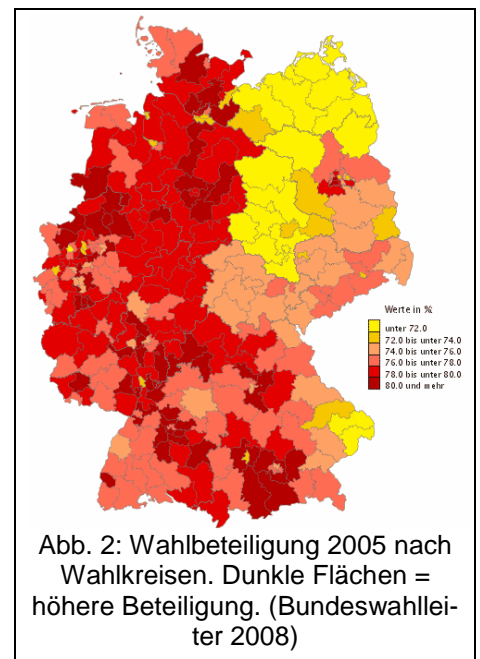 Werte in %
unter 72.0
72.0 bis unter 74.0
74.0 bis unter 76.0
76.0 bis unter 78.0
78.0 bis unter 80.0
80.0 und mehr
Abb. 2: Wahlbeteiligung 2005 nach
Wahlkreisen. Dunkle Flächen =
höhere Beteiligung. (Bundeswahllei-
ter 2008)